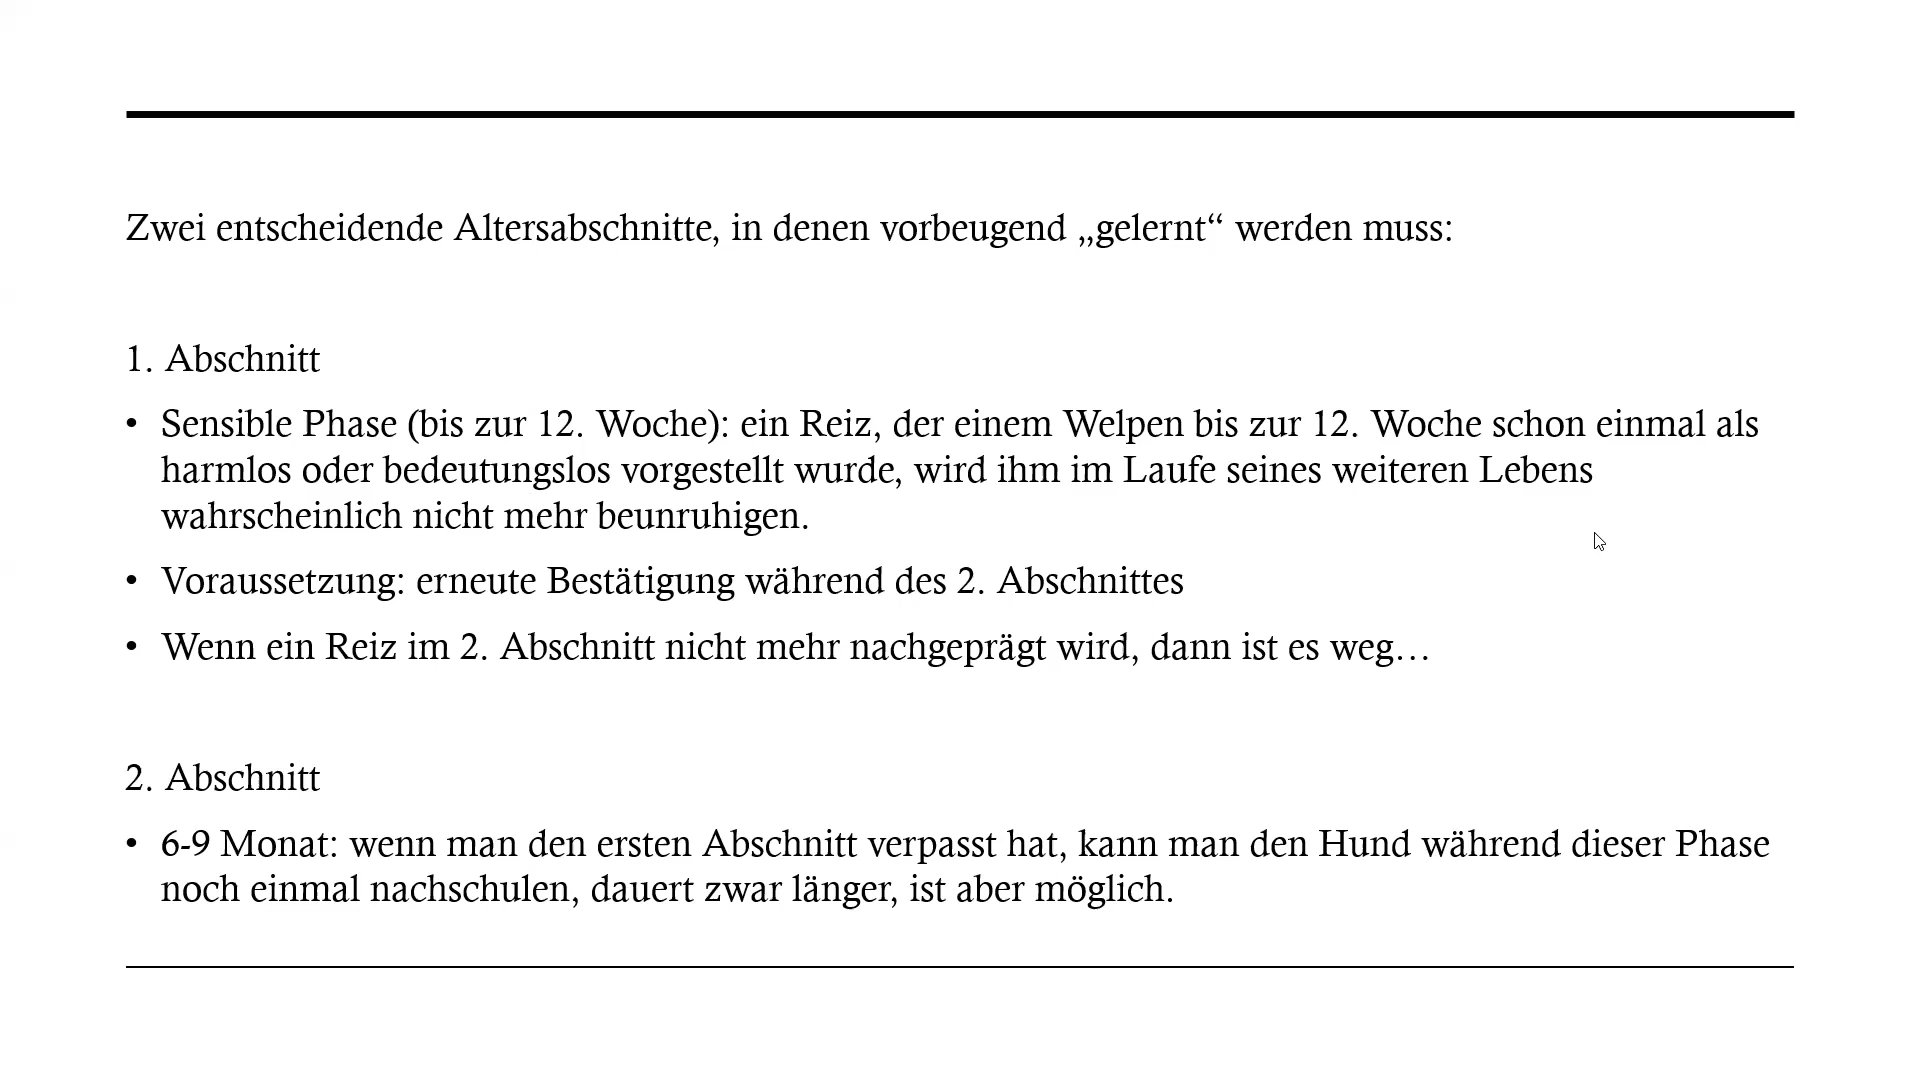 Zwei entscheidende Altersabschnitte, in denen vorbeugend „gelernt“ werden muss:
1. Abschnitt
• Sensible Phase (bis zur 12. Woche): ein Reiz, der einem Welpen bis zur 12. Woche schon einmal als
harmlos oder bedeutungslos vorgestellt wurde, wird ihm im Laufe seines weiteren Lebens
wahrscheinlich nicht mehr beunruhigen.
• Voraussetzung: erneute Bestätigung während des 2. Abschnittes
• Wenn ein Reiz im 2. Abschnitt nicht mehr nachgeprägt wird, dann ist es weg…
2. Abschnitt
• 6-9 Monat: wenn man den ersten Abschnitt verpasst hat, kann man den Hund während dieser Phase
noch einmal nachschulen, dauert zwar länger, ist aber möglich.